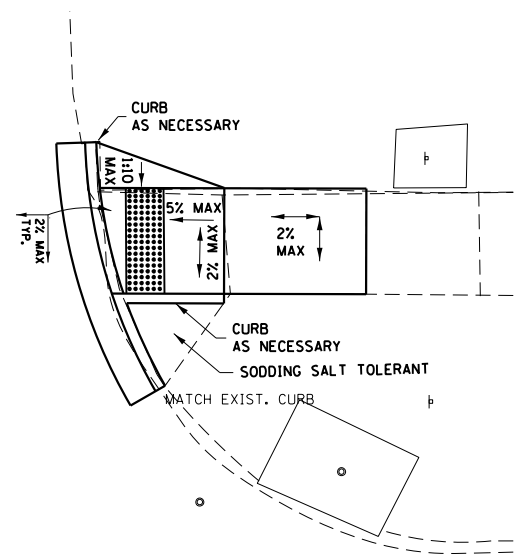 CURB
AS NECESSARY
1:10
MAX
5% MAX
2% MAX
2%
MAX
2% MAX
TYP.
CURB
AS NECESSARY
SODDING SALT TOLERANT
MATCH EXIST. CURB